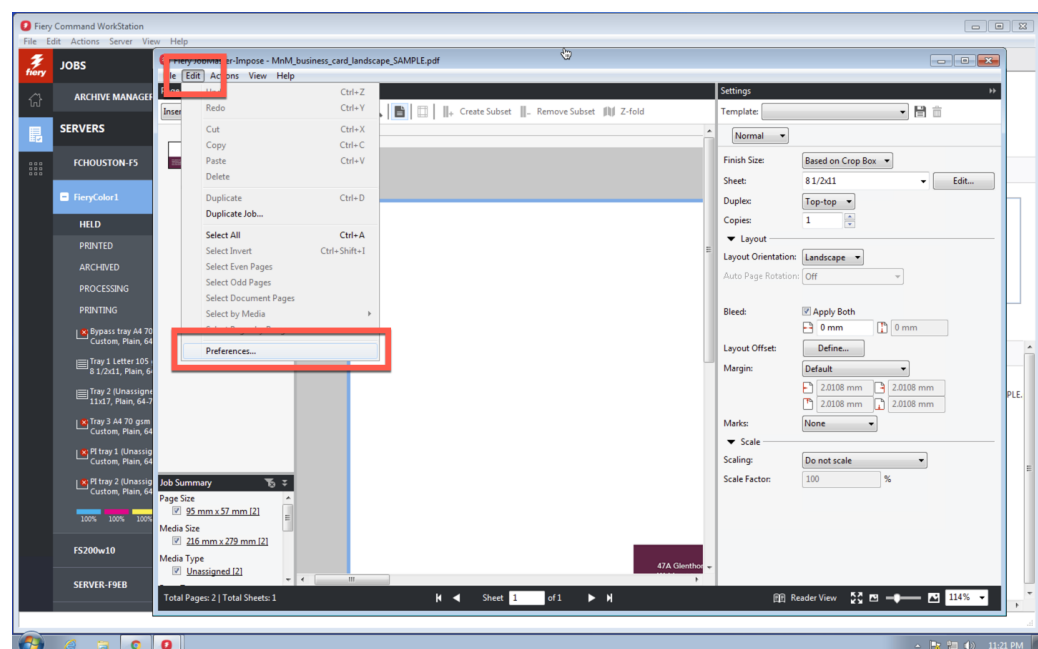 Fiery Command WorkStation
File Edit Actions Server View Help
fiery
JOBS
ARCHIVE MANAGER
SERVERS
FCHOUSTON-F5
FieryColor1
HELD
PRINTED
ARCHIVED
PROCESSING
PRINTING
Bypass tray A4 70
Custom, Plain, 64
Tray 1 Letter 105
8 1/2x11, Plain, 6
Tray 2 (Unassigne
11x17, Plain, 64-7
Tray 3 A4 70 gsm
Custom, Plain, 64
PI tray 1 (Unassig
Custom, Plain, 64
PI tray 2 (Unassig
Custom, Plain, 64
100% 100% 100%
FS200w10
SERVER-F9EB
Fiery JobMaster-Impose - MnM_business_card_landscape_SAMPLE.pdf
Edit Actions View Help
Ctrl+Z
Redo Ctrl+Y
Cut Ctrl+X
Copy Ctrl+C
Paste Ctrl+V
Delete
Duplicate Ctrl+D
Duplicate Job...
Select All Ctrl+A
Select Invert Ctrl+Shift+I
Select Even Pages
Select Odd Pages
Select Document Pages
Select by Media
Preferences...
Create Subset Remove Subset Z-fold
Job Summary
Page Size
95 mm x 57 mm [2]
Media Size
216 mm x 279 mm [2]
Media Type
Unassigned [2]
47A Glenthor
Settings
Template:
Normal
Finish Size: Based on Crop Box
Sheet: 8 1/2x11 Edit...
Duplex: Top-top
Copies: 1
Layout
Layout Orientation: Landscape
Auto Page Rotation: Off
Bleed: Apply Both
0 mm 0 mm
Layout Offset: Define...
Margin: Default
2.0108 mm 2.0108 mm
2.0108 mm 2.0108 mm
Marks: None
Scale
Scaling: Do not scale
Scale Factor: 100 %
PLE.
Total Pages: 2 | Total Sheets: 1 Sheet 1 of 1 Reader View 114%
11:21 PM